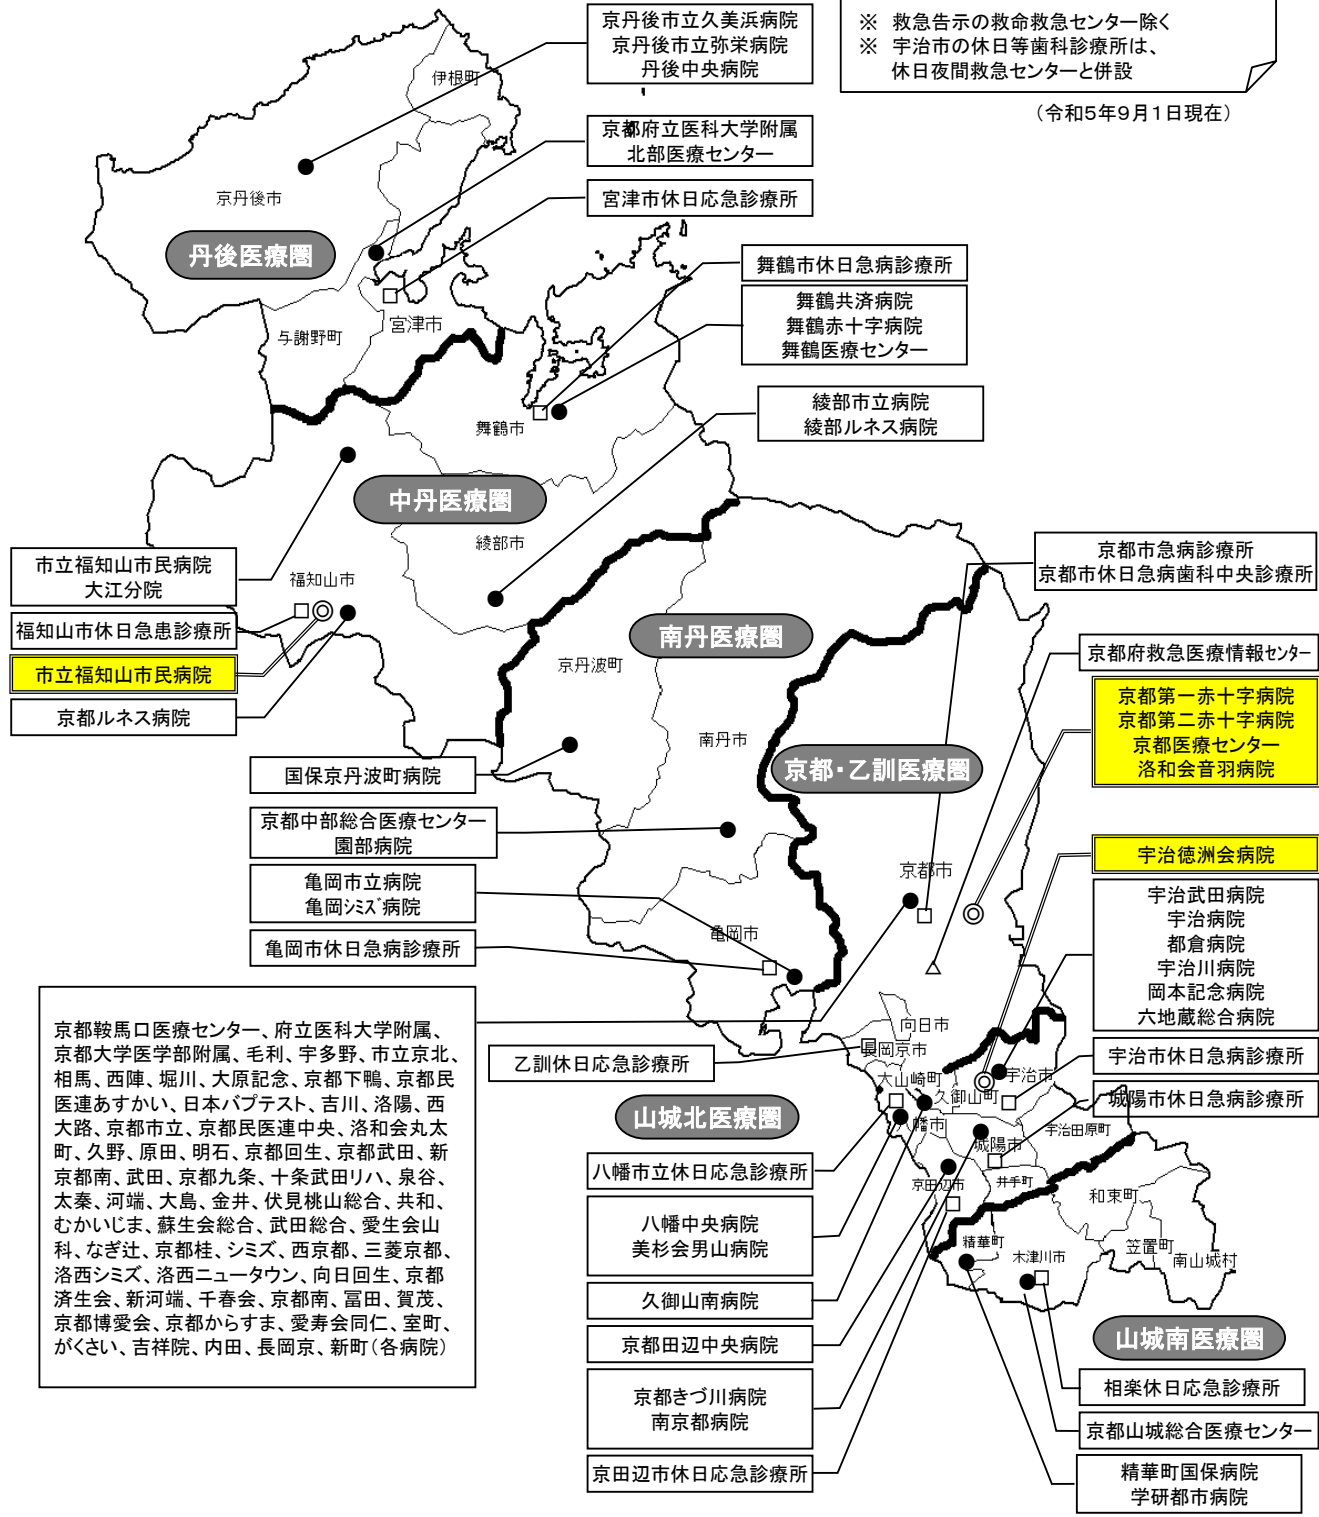 ※ 救急告示の救命救急センター除く
※ 宇治市の休日等歯科診療所は、
休日夜間救急センターと併設
(令和5年9月1日現在)
京丹後市立久美浜病院
京丹後市立弥栄病院
丹後中央病院
伊根町
京都府立医科大学附属
北部医療センター
京丹後市
宮津市休日応急診療所
丹後医療圏
舞鶴市休日急病診療所
舞鶴共済病院
舞鶴赤十字病院
舞鶴医療センター
与謝野町
宮津市
綾部市立病院
綾部ルネス病院
舞鶴市
中丹医療圏
綾部市
市立福知山市民病院
大江分院
福知山市
福知山市休日急患診療所
市立福知山市民病院
京都ルネス病院
京都市急病診療所
京都市休日急病歯科中央診療所
南丹医療圏
京丹波町
京都府救急医療情報センター
京都第一赤十字病院
京都第二赤十字病院
京都医療センター
洛和会音羽病院
南丹市
京都・乙訓医療圏
国保京丹波町病院
京都中部総合医療センター
園部病院
宇治徳洲会病院
京都市
亀岡市立病院
亀岡シミズ病院
宇治武田病院
宇治病院
都倉病院
宇治川病院
岡本記念病院
六地蔵総合病院
亀岡市
亀岡市休日急病診療所
京都鞍馬口医療センター、府立医科大学附属、
京都大学医学部附属、毛利、宇多野、市立京北、
相馬、西陣、堀川、大原記念、京都下鴨、京都民
医連あすかい、日本バプテスト、吉川、洛陽、西
大路、京都市立、京都民医連中央、洛和会丸太
町、久野、原田、明石、京都回生、京都武田、新
京都南、武田、京都九条、十条武田リハ、泉谷、
太秦、河端、大島、金井、伏見桃山総合、共和、
むかいじま、蘇生会総合、武田総合、愛生会山
科、なぎ辻、京都桂、シミズ、西京都、三菱京都、
洛西シミズ、洛西ニュータウン、向日回生、京都
済生会、新河端、千春会、京都南、冨田、賀茂、
京都博愛会、京都からすま、愛寿会同仁、室町、
がくさい、吉祥院、内田、長岡京、新町(各病院)
向日市
長岡京市
乙訓休日応急診療所
大山崎町
宇治市
宇治市休日急病診療所
久御山町
城陽市休日急病診療所
山城北医療圏
八幡市
宇治田原町
城陽市
八幡市立休日応急診療所
京田辺市
井手町
和束町
八幡中央病院
美杉会男山病院
精華町
木津川市
笠置町
南山城村
久御山南病院
京都田辺中央病院
山城南医療圏
京都きづ川病院
南京都病院
相楽休日応急診療所
京都山城総合医療センター
京田辺市休日応急診療所
精華町国保病院
学研都市病院